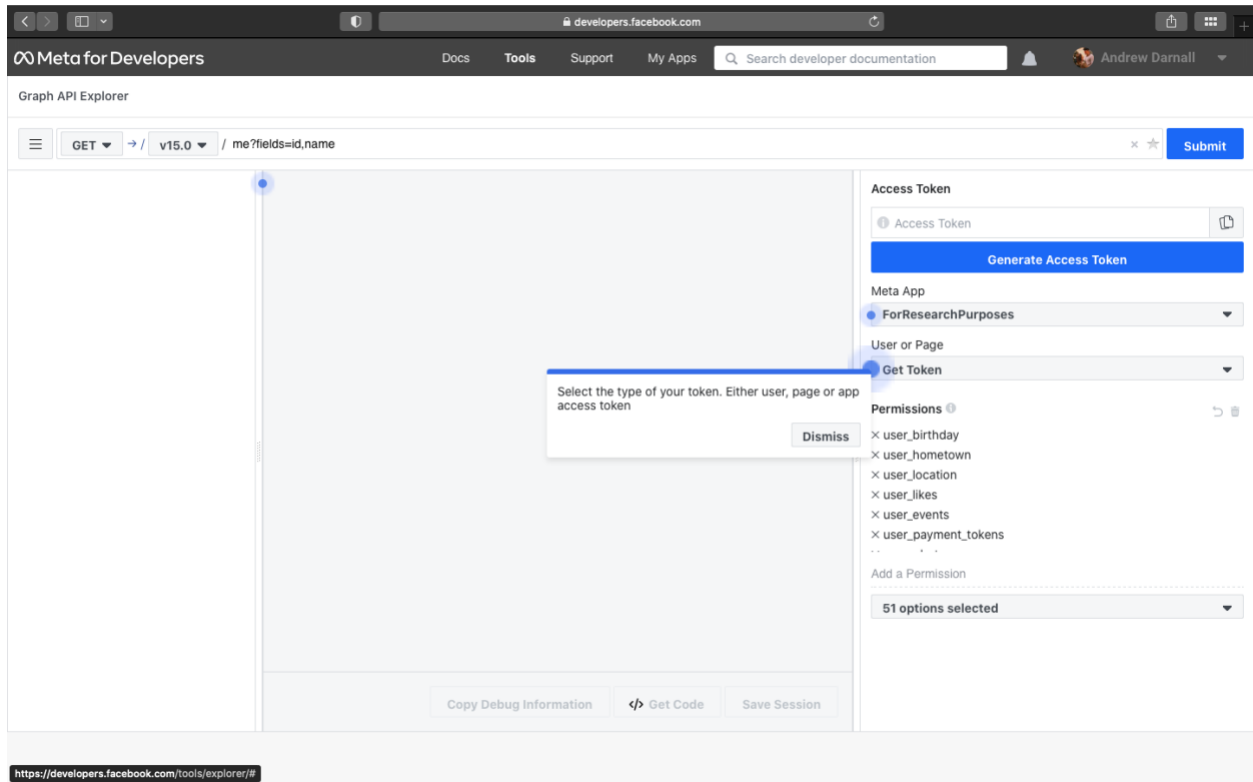 developers.facebook.com
Meta for Developers
Docs Tools Support My Apps Search developer documentation Andrew Darnall
Graph API Explorer
GET → / v15.0 / me?fields=id,name Submit
Access Token
Access Token
Generate Access Token
Meta App
ForResearchPurposes
User or Page
Get Token
Select the type of your token. Either user, page or app
access token
Dismiss
Permissions
user_birthday
user_hometown
user_location
user_likes
user_events
user_payment_tokens
Add a Permission
51 options selected
Copy Debug Information </> Get Code Save Session
https://developers.facebook.com/tools/explorer/#